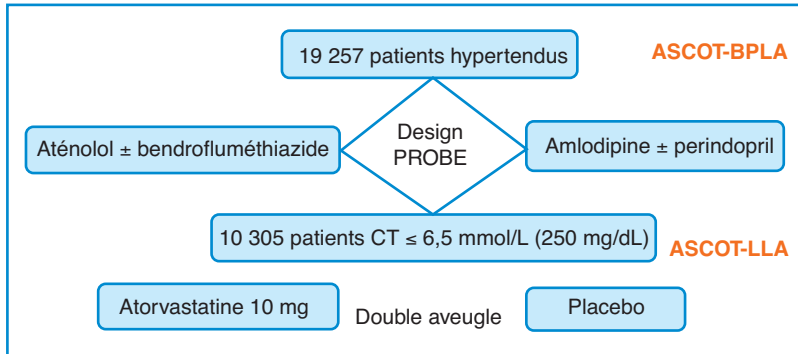 19 257 patients hypertendus
ASCOT-BPLA
Aténolol ± bendrofluméthiazide
Design
PROBE
Amlodipine ± perindopril
10 305 patients CT ≤ 6,5 mmol/L (250 mg/dL)
ASCOT-LLA
Atorvastatine 10 mg
Double aveugle
Placebo